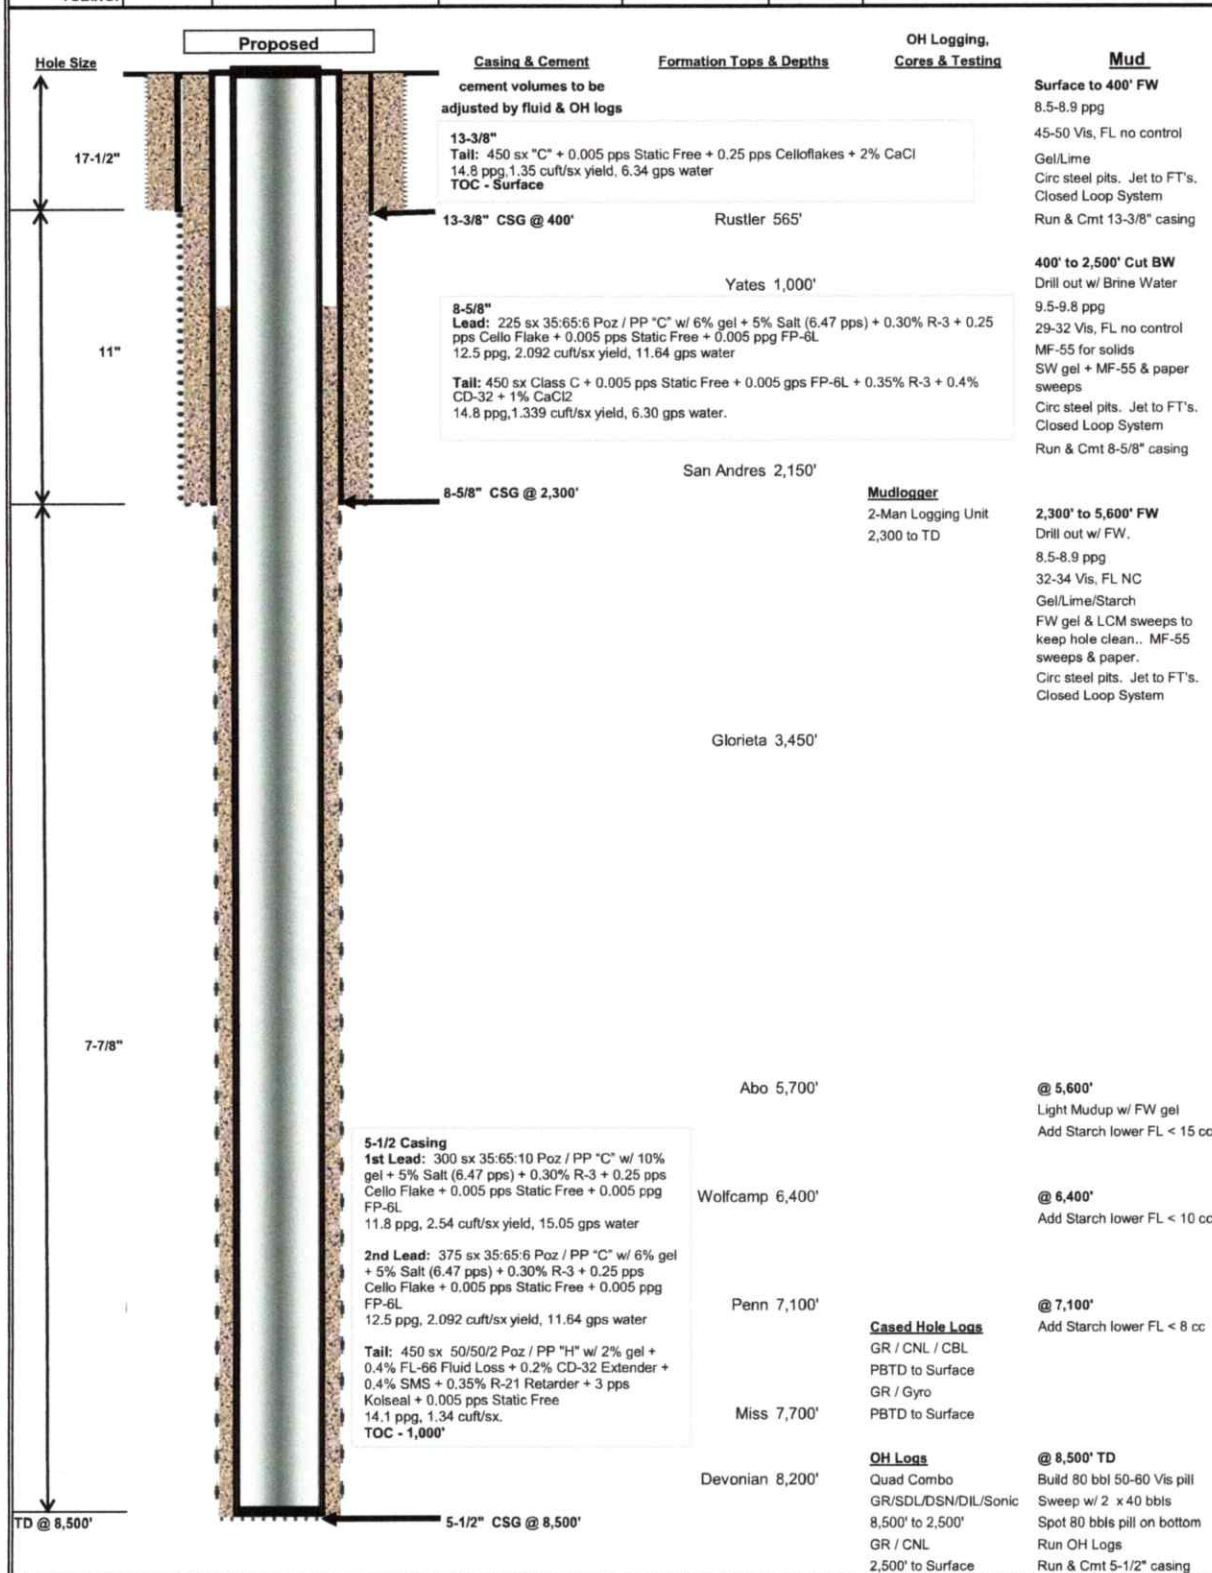 Proposed
Hole Size
17-1/2"
11"
7-7/8"
TD @ 8,500'
Casing & Cement
cement volumes to be
adjusted by fluid & OH logs
13-3/8"
Tail: 450 sx "C" + 0.005 pps Static Free + 0.25 pps Celloflakes + 2% CaCl
14.8 ppg,1.35 cuft/sx yield, 6.34 gps water
TOC - Surface
13-3/8" CSG @ 400'
8-5/8"
Lead: 225 sx 35:65:6 Poz / PP "C" w/ 6% gel + 5% Salt (6.47 pps) + 0.30% R-3 + 0.25
pps Cello Flake + 0.005 pps Static Free + 0.005 ppg FP-6L
12.5 ppg, 2.092 cuft/sx yield, 11.64 gps water
Tail: 450 sx Class C + 0.005 pps Static Free + 0.005 gps FP-6L + 0.35% R-3 + 0.4%
CD-32 + 1% CaCl2
14.8 ppg,1.339 cuft/sx yield, 6.30 gps water.
8-5/8" CSG @ 2,300'
5-1/2 Casing
1st Lead: 300 sx 35:65:10 Poz / PP "C" w/ 10%
gel + 5% Salt (6.47 pps) + 0.30% R-3 + 0.25 pps
Cello Flake + 0.005 pps Static Free + 0.005 ppg
FP-6L
11.8 ppg, 2.54 cuft/sx yield, 15.05 gps water
2nd Lead: 375 sx 35:65:6 Poz / PP "C" w/ 6% gel
+ 5% Salt (6.47 pps) + 0.30% R-3 + 0.25 pps
Cello Flake + 0.005 pps Static Free + 0.005 ppg
FP-6L
12.5 ppg, 2.092 cuft/sx yield, 11.64 gps water
Tail: 450 sx 50/50/2 Poz / PP "H" w/ 2% gel +
0.4% FL-66 Fluid Loss + 0.2% CD-32 Extender +
0.4% SMS + 0.35% R-21 Retarder + 3 pps
Kolseal + 0.005 pps Static Free
14.1 ppg, 1.34 cuft/sx.
TOC - 1,000'
5-1/2" CSG @ 8,500'
Formation Tops & Depths
Rustler 565'
Yates 1,000'
San Andres 2,150'
Glorieta 3,450'
Abo 5,700'
Wolfcamp 6,400'
Penn 7,100'
Miss 7,700'
Devonian 8,200'
OH Logging,
Cores & Testing
Mudlogger
2-Man Logging Unit
2,300 to TD
Cased Hole Logs
GR / CNL / CBL
PBTD to Surface
GR / Gyro
PBTD to Surface
OH Logs
Quad Combo
GR/SDL/DSN/DIL/Sonic
8,500' to 2,500'
GR / CNL
2,500' to Surface
Mud
Surface to 400' FW
8.5-8.9 ppg
45-50 Vis, FL no control
Gel/Lime
Circ steel pits. Jet to FT's.
Closed Loop System
Run & Cmt 13-3/8" casing
400' to 2,500' Cut BW
Drill out w/ Brine Water
9.5-9.8 ppg
29-32 Vis, FL no control
MF-55 for solids
SW gel + MF-55 & paper
sweeps
Circ steel pits. Jet to FT's.
Closed Loop System
Run & Cmt 8-5/8" casing
2,300' to 5,600' FW
Drill out w/ FW.
8.5-8.9 ppg
32-34 Vis, FL NC
Gel/Lime/Starch
FW gel & LCM sweeps to
keep hole clean.. MF-55
sweeps & paper.
Circ steel pits. Jet to FT's.
Closed Loop System
@ 5,600'
Light Mudup w/ FW gel
Add Starch lower FL < 15 cc
@ 6,400'
Add Starch lower FL < 10 cc
@ 7,100'
Add Starch lower FL < 8 cc
@ 8,500' TD
Build 80 bbl 50-60 Vis pill
Sweep w/ 2 x 40 bbls
Spot 80 bbls pill on bottom
Run OH Logs
Run & Cmt 5-1/2" casing